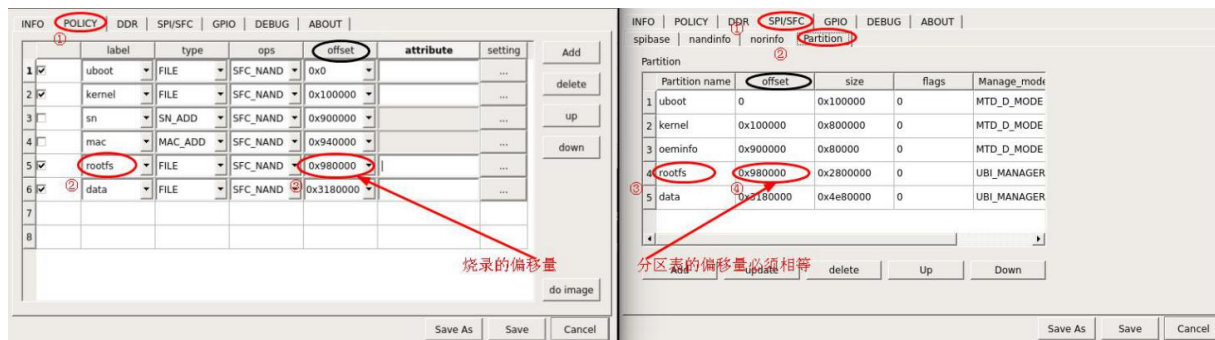 INFO POLICY DDR SPI/SFC GPIO DEBUG ABOUT
①
label type ops offset attribute setting
1 uboot FILE SFC_NAND 0x0 ...
2 kernel FILE SFC_NAND 0x100000 ...
3 sn SN_ADD SFC_NAND 0x900000 ...
4 mac MAC_ADD SFC_NAND 0x940000 ...
5 rootfs FILE SFC_NAND 0x980000 ...
6 ② data FILE SFC_NAND ③ 0x3180000 ...
7
8
Add
delete
up
down
烧录的偏移量
do image
Save As Save Cancel
INFO POLICY DDR SPI/SFC GPIO DEBUG ABOUT
①
spibase nandinfo norinfo Partition
②
Partition
Partition name offset size flags Manage_mode
1 uboot 0 0x100000 0 MTD_D_MODE
2 kernel 0x100000 0x800000 0 MTD_D_MODE
3 oeminfo 0x900000 0x80000 0 MTD_D_MODE
4 rootfs 0x980000 0x2800000 0 UBI_MANAGER
③ ④
5 data 0x3180000 0x4e80000 0 UBI_MANAGER
分区表的偏移量必须相等
Add update delete Up Down
Save As Save Cancel